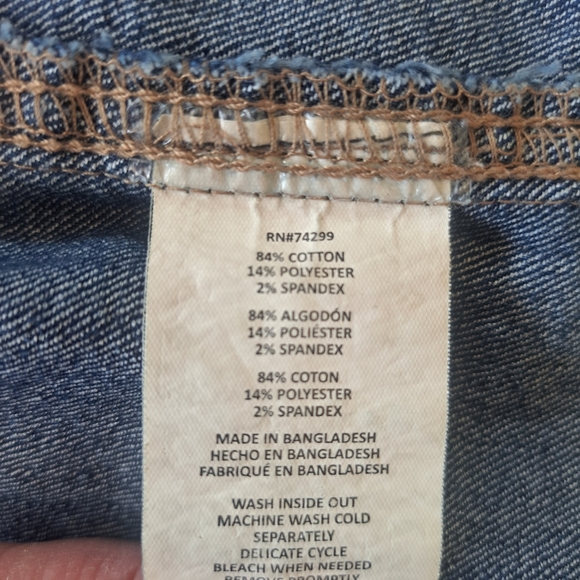 RN#74299
84% COTTON
14% POLYESTER
2% SPANDEX
84% ALGODÓN
14% POLIÉSTER
2% SPANDEX
84% COTON
14% POLYESTER
2% SPANDEX
MADE IN BANGLADESH
HECHO EN BANGLADESH
FABRIQUÉ EN BANGLADESH
WASH INSIDE OUT
MACHINE WASH COLD
SEPARATELY
DELICATE CYCLE
BLEACH WHEN NEEDED
REMOVE PROMPTLY